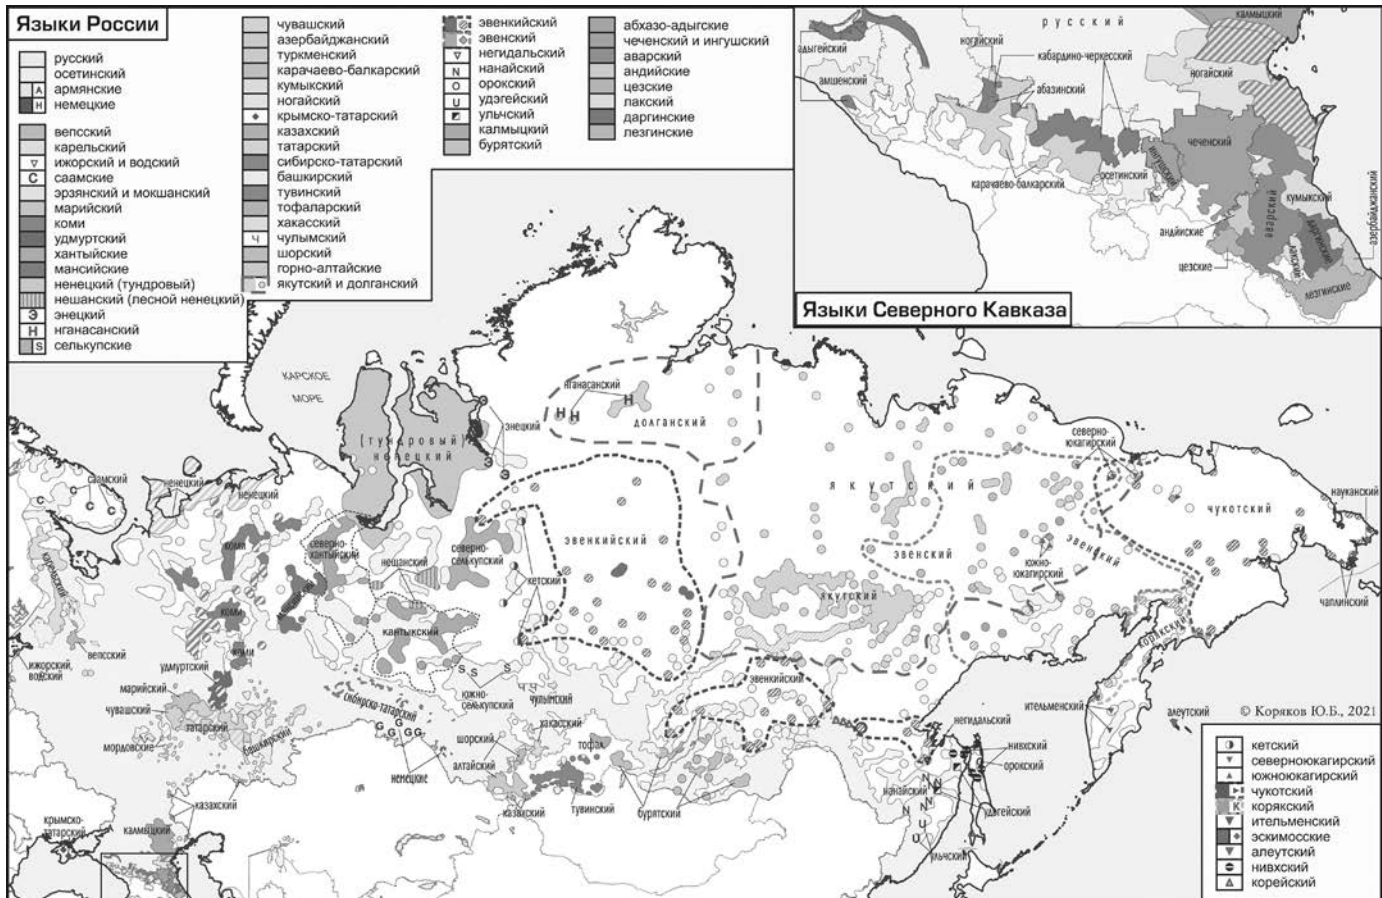 Языки России
русский
осетинский
А армянские
Н немецкие
вепсский
карельский
ижорский и водский
С саамские
эрзянский и мокшанский
марийский
коми
удмуртский
хантыйские
мансийские
ненецкий (тундровый)
нешанский (лесной ненецкий)
Э энецкий
Н нганасанский
S селькупские
чувашский
азербайджанский
туркменский
карачаево-балкарский
кумыкский
ногайский
крымско-татарский
казахский
татарский
сибирско-татарский
башкирский
тувинский
тофаларский
хакасский
Ч чулымский
шорский
горно-алтайские
якутский и долганский
эвенкийский
эвенский
негидальский
N нанайский
O орокский
U удэгейский
ульчский
калмыцкий
бурятский
абхазо-адыгские
чеченский и ингушский
аварский
андийские
цезские
лакский
даргинские
лезгинские
русский
калмыцкий
адыгейский
ногайский
кабардино-черкесский
ногайский
амшенский
абазинский
чеченский
ингушский
карачаево-балкарский
осетинский
кумыкский
азербайджанский
андийские
аварский
даргинские
цезские
лакский
лезгинские
Языки Северного Кавказа
КАРСКОЕ
МОРЕ
нганасанский
Н Н Н
долганский
энецкий
Э
Э
(тундровый)
ненецкий
саамский
С С С С С
ненецкий
ненецкий
северно-
юкагирский
якутский
чукотский
науканский
карельский
коми
северно-
хантыйский
нешанский
северно-
селькупский
эвенкийский
эвенский
эвенский
кетский
южно-
юкагирский
чаплинский
мансийский
якутский
коми
кантыкский
корякский
вепсский
ижорский,
водский
коми
удмуртский
S S S
южно-
селькупский
Ч Ч
чулымский
эвенкийский
марийский
чувашский
татарский
сибирско-татарский
ительменский
алеутский
© Коряков Ю.Б., 2021
мордовские
башкирский
G G GG G
немецкие
хакасский
шорский
алтайский
тофал.
негидальский
нивхский
орокский
казахский
тувинский
бурятский
нанайский
N N N N N
удэгейский
U U U
ульчский
казахский
крымско-
татарский
калмыцкий
кетский
северноюкагирский
южноюкагирский
чукотский
К корякский
ительменский
эскимосские
алеутский
нивхский
корейский